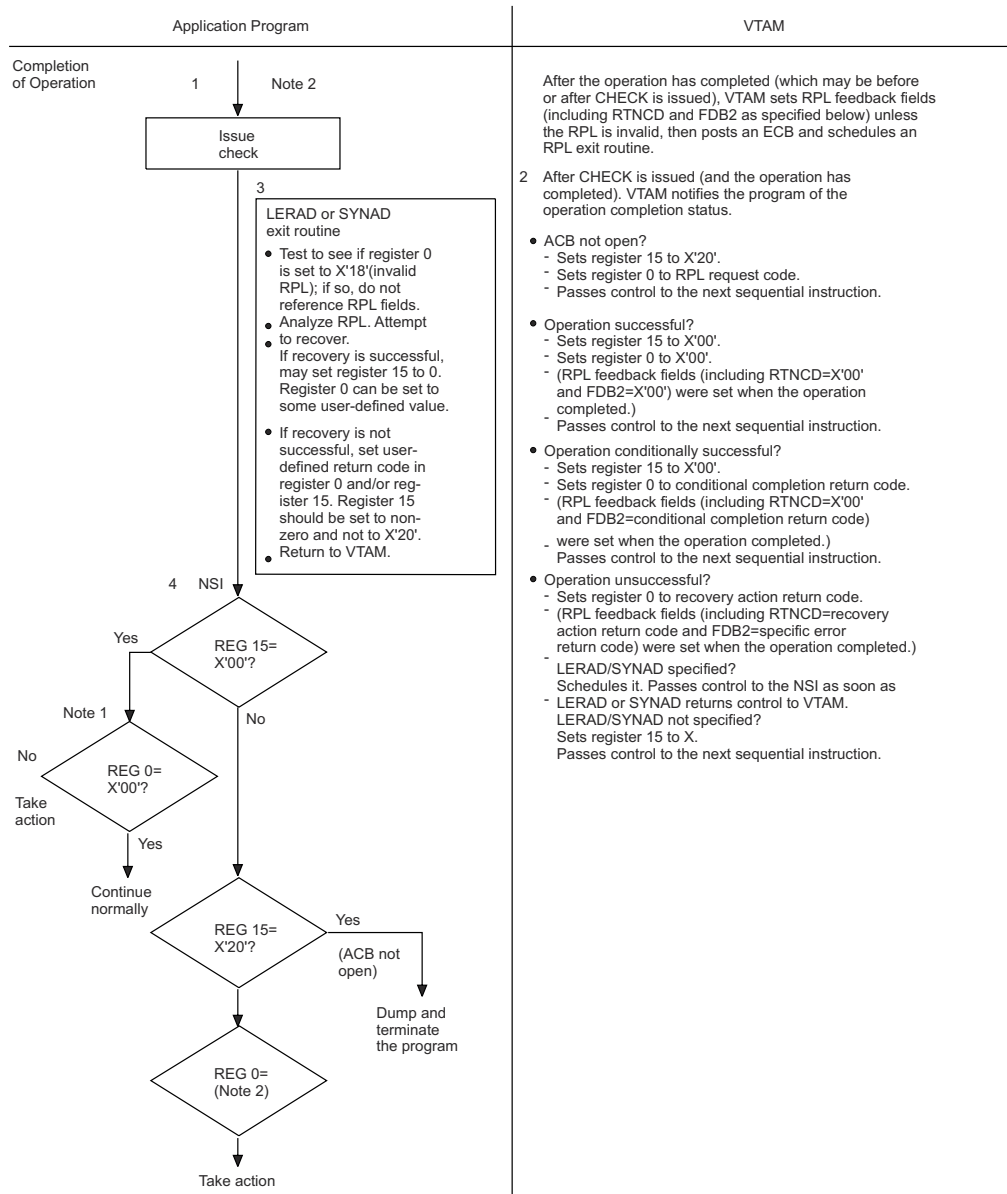 Application Program
VTAM
Completion
of Operation
1
Note 2
Issue
check
3
LERAD or SYNAD
exit routine
• Test to see if register 0
is set to X'18'(invalid
RPL); if so, do not
reference RPL fields.
• Analyze RPL. Attempt
to recover.
• If recovery is successful,
may set register 15 to 0.
Register 0 can be set to
some user-defined value.
• If recovery is not
successful, set user-
defined return code in
register 0 and/or reg-
ister 15. Register 15
should be set to non-
zero and not to X'20'.
• Return to VTAM.
4 NSI
REG 15=
X'00'?
Yes
No
Note 1
REG 0=
X'00'?
No
Take
action
Yes
Continue
normally
REG 15=
X'20'?
Yes
(ACB not
open)
Dump and
terminate
the program
REG 0=
(Note 2)
Take action
After the operation has completed (which may be before
or after CHECK is issued), VTAM sets RPL feedback fields
(including RTNCD and FDB2 as specified below) unless
the RPL is invalid, then posts an ECB and schedules an
RPL exit routine.
2 After CHECK is issued (and the operation has
completed). VTAM notifies the program of the
operation completion status.
• ACB not open?
- Sets register 15 to X'20'.
- Sets register 0 to RPL request code.
- Passes control to the next sequential instruction.
• Operation successful?
- Sets register 15 to X'00'.
- Sets register 0 to X'00'.
- (RPL feedback fields (including RTNCD=X'00'
and FDB2=X'00') were set when the operation
completed.)
- Passes control to the next sequential instruction.
• Operation conditionally successful?
- Sets register 15 to X'00'.
- Sets register 0 to conditional completion return code.
- (RPL feedback fields (including RTNCD=X'00'
and FDB2=conditional completion return code)
were set when the operation completed.)
- Passes control to the next sequential instruction.
• Operation unsuccessful?
- Sets register 0 to recovery action return code.
- (RPL feedback fields (including RTNCD=recovery
action return code and FDB2=specific error
return code) were set when the operation completed.)
- LERAD/SYNAD specified?
Schedules it. Passes control to the NSI as soon as
- LERAD or SYNAD returns control to VTAM.
LERAD/SYNAD not specified?
Sets register 15 to X.
Passes control to the next sequential instruction.